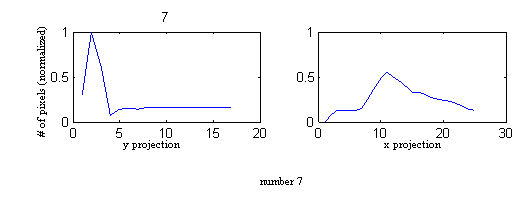 7
# of pixels (normalized)
1
0.5
0
0 5 10 15 20
y projection
1
0.5
0
0 10 20 30
x projection
number 7